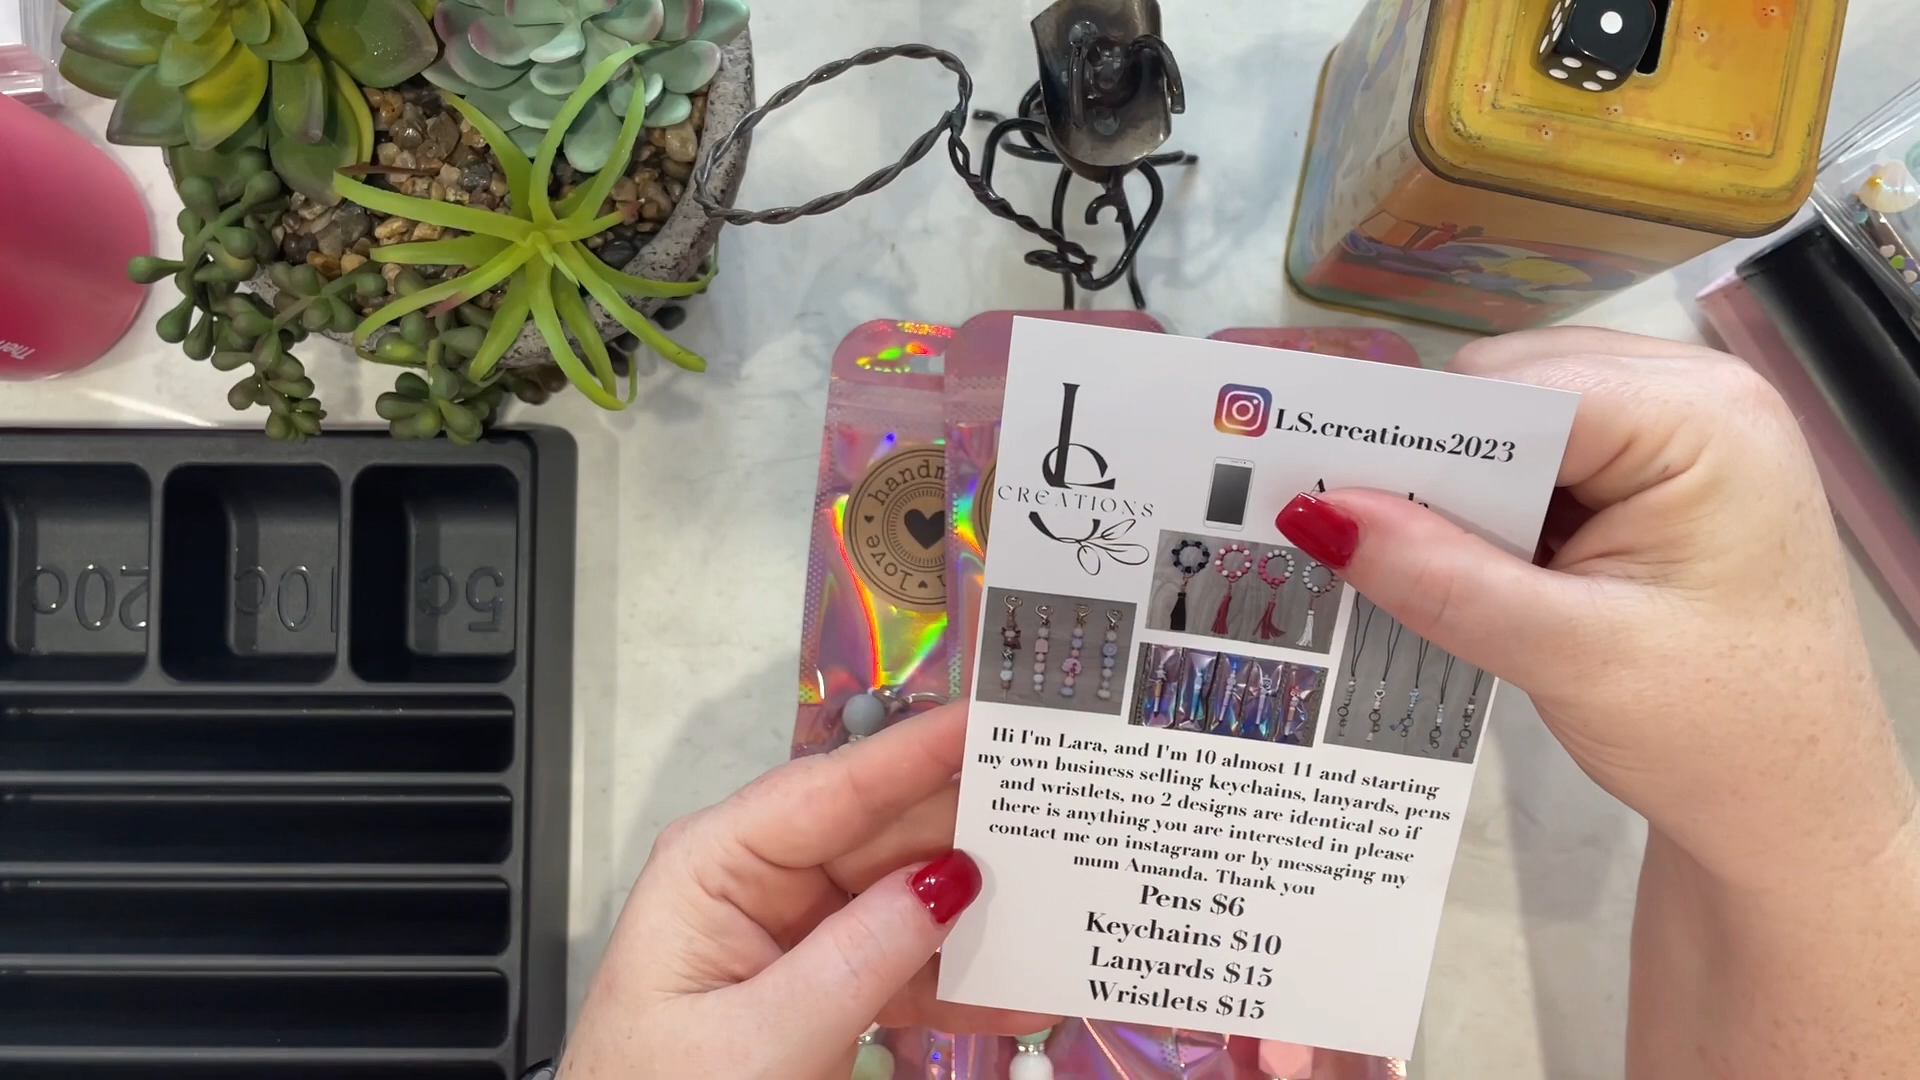 LS.creations2023
LS
CREATIONS
Hi I'm Lara, and I'm 10 almost 11 and starting
my own business selling keychains, lanyards, pens
and wristlets, no 2 designs are identical so if
there is anything you are interested in please
contact me on instagram or by messaging my
mum Amanda. Thank you
Pens $6
Keychains $10
Lanyards $15
Wristlets $15
love
20c
10c
5c